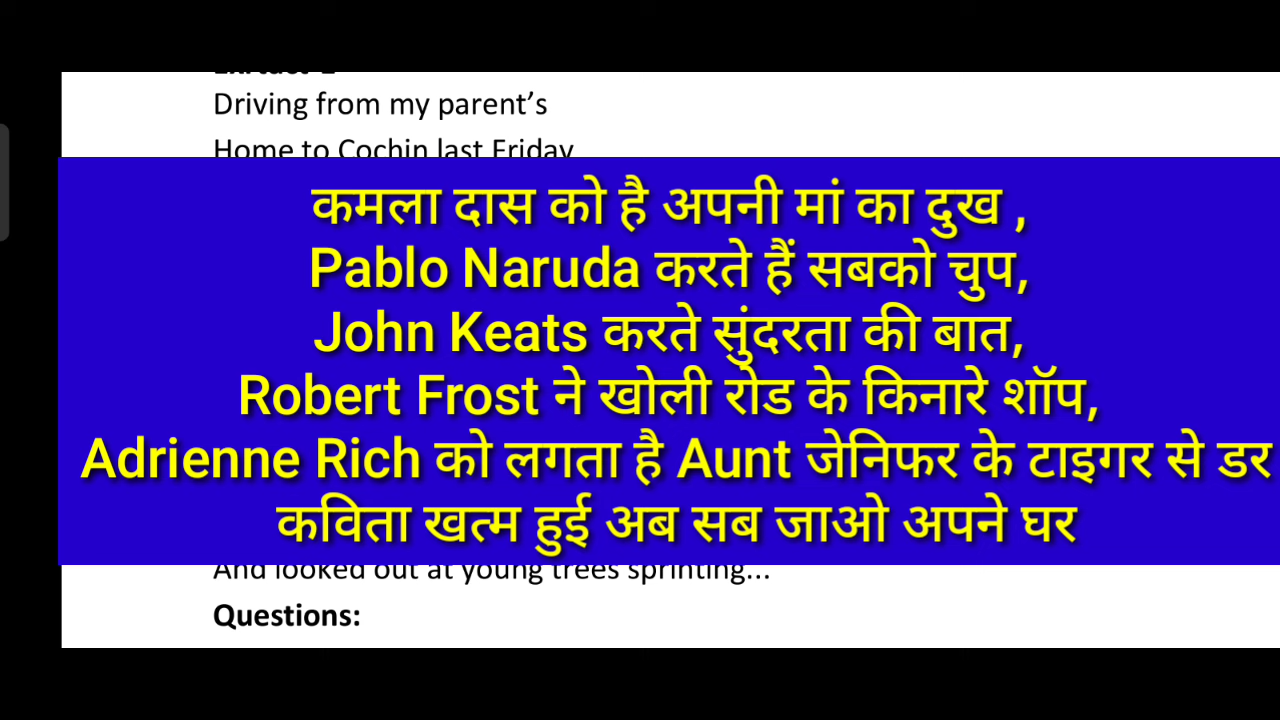 Driving from my parent's
Home to Cochin last Friday
कमला दास को है अपनी मां का दुख ,
Pablo Naruda करते हैं सबको चुप,
John Keats करते सुंदरता की बात,
Robert Frost ने खोली रोड के किनारे शॉप,
Adrienne Rich को लगता है Aunt जेनिफर के टाइगर से डर
कविता खत्म हुई अब सब जाओ अपने घर
And looked out at young trees sprinting...
Questions: